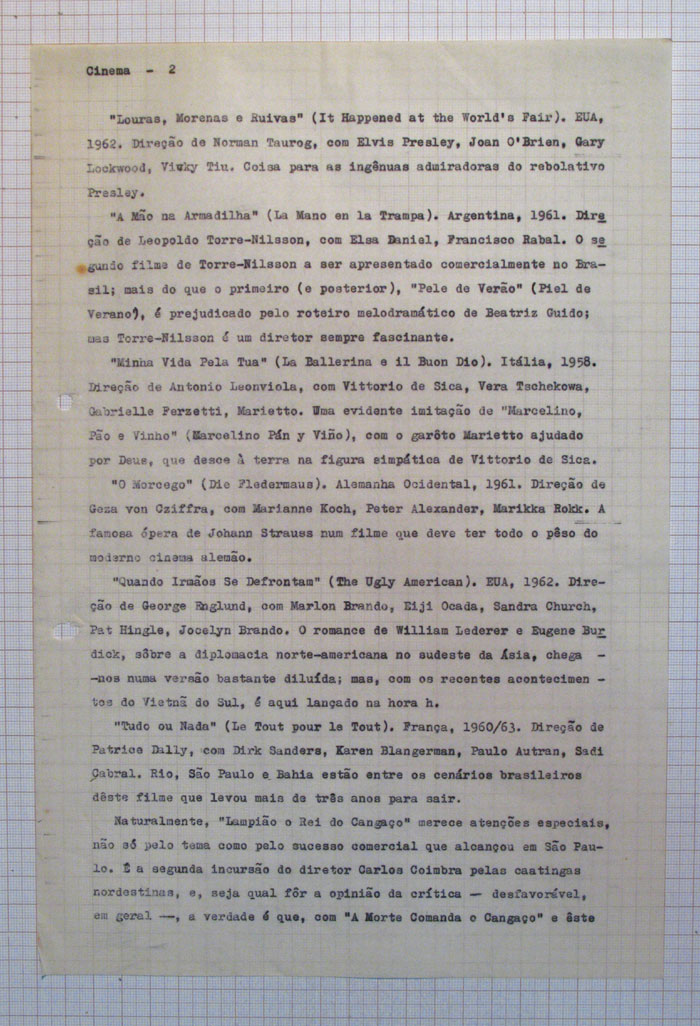 Cinema - 2
"Louras, Morenas e Ruivas" (It Happened at the World's Fair). EUA,
1962. Direção de Norman Taurog, com Elvis Presley, Joan O'Brien, Gary
Lockwood, Vicky Tiu. Coisa para as ingênuas admiradoras do rebolativo
Presley.
"A Mão na Armadilha" (La Mano en la Trampa). Argentina, 1961. Dire
ção de Leopoldo Torre-Nilsson, com Elsa Daniel, Francisco Rabal. O se
gundo filme de Torre-Nilsson a ser apresentado comercialmente no Bra-
sil; mais do que o primeiro (e posterior), "Pele de Verão" (Piel de
Verano), é prejudicado pelo roteiro melodramático de Beatriz Guido;
mas Torre-Nilsson é um diretor sempre fascinante.
"Minha Vida Pela Tua" (La Ballerina e il Buon Dio). Itália, 1958.
Direção de Antonio Leonviola, com Vittorio de Sica, Vera Tschekowa,
Gabrielle Ferzetti, Marietto. Uma evidente imitação de "Marcelino,
Pão e Vinho" (Marcelino Pán y Viño), com o garôto Marietto ajudado
por Deus, que desce à terra na figura simpática de Vittorio de Sica.
"O Morcego" (Die Fledermaus). Alemanha Ocidental, 1961. Direção de
Geza von Cziffra, com Marianne Koch, Peter Alexander, Marikka Rokk. A
famosa ópera de Johann Strauss num filme que deve ter todo o pêso do
moderno cinema alemão.
"Quando Irmãos Se Defrontam" (The Ugly American). EUA, 1962. Dire-
ção de George Englund, com Marlon Brando, Eiji Ocada, Sandra Church,
Pat Hingle, Jocelyn Brando. O romance de William Lederer e Eugene Bur
dick, sôbre a diplomacia norte-americana no sudeste da Ásia, chega -
-nos numa versão bastante diluída; mas, com os recentes acontecimen -
tos do Vietnã do Sul, é aqui lançado na hora h.
"Tudo ou Nada" (Le Tout pour le Tout). França, 1960/63. Direção de
Patrice Dally, com Dirk Sanders, Karen Blangerman, Paulo Autran, Sadi
Cabral. Rio, São Paulo e Bahia estão entre os cenários brasileiros
dêste filme que levou mais de três anos para sair.
Naturalmente, "Lampião o Rei do Cangaço" merece atenções especiais,
não só pelo tema como pelo sucesso comercial que alcançou em São Pau-
lo. É a segunda incursão do diretor Carlos Coimbra pelas caatingas
nordestinas, e, seja qual fôr a opinião da crítica — desfavorável,
em geral —, a verdade é que, com "A Morte Comanda o Cangaço" e êste